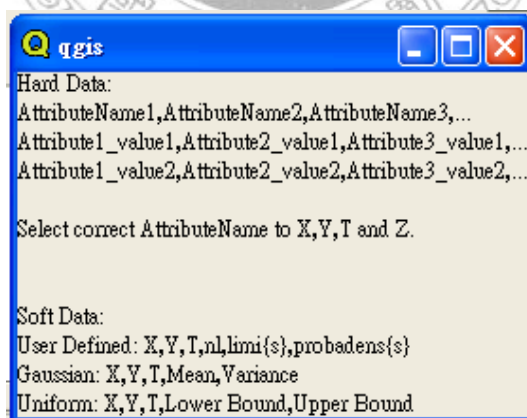 qgis
Hard Data:
AttributeName1,AttributeName2,AttributeName3,...
Attribute1_value1,Attribute2_value1,Attribute3_value1,...
Attribute1_value2,Attribute2_value2,Attribute3_value2,...
Select correct AttributeName to X,Y,T and Z.
Soft Data:
User Defined: X,Y,T,nl,limi{s},probadens{s}
Gaussian: X,Y,T,Mean,Variance
Uniform: X,Y,T,Lower Bound,Upper Bound